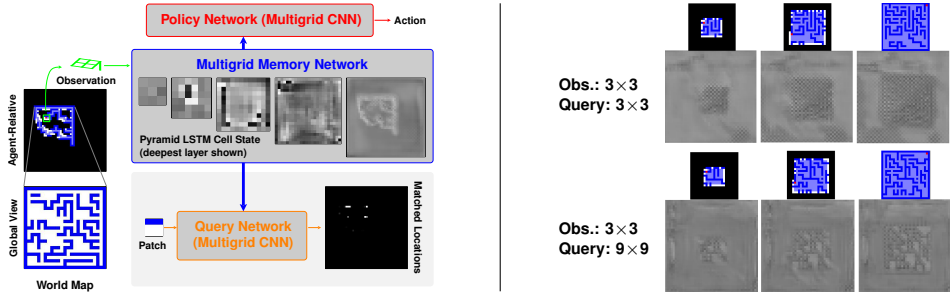 Policy Network (Multigrid CNN)
Action
Observation
Multigrid Memory Network
Pyramid LSTM Cell State
(deepest layer shown)
Agent-Relative
Global View
World Map
Patch
Query Network
(Multigrid CNN)
Matched
Locations
Obs.: 3×3
Query: 3×3
Obs.: 3×3
Query: 9×9